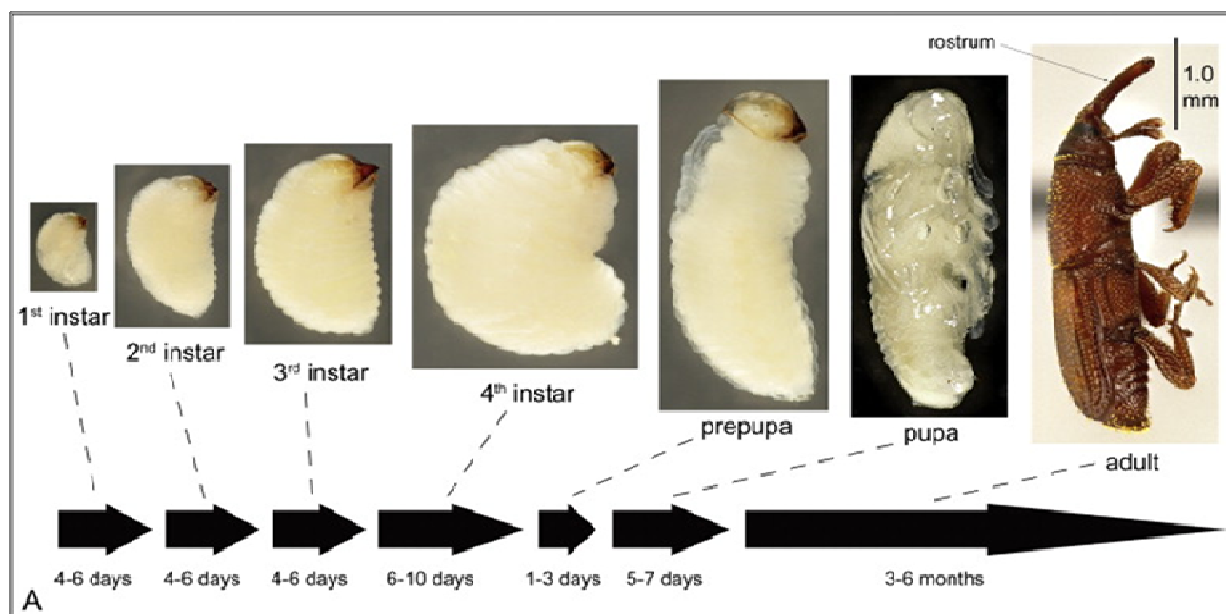 rostrum
1.0
mm
1st instar
2nd instar
3rd instar
4th instar
prepupa
pupa
adult
4-6 days
4-6 days
4-6 days
6-10 days
1-3 days
5-7 days
3-6 months
A